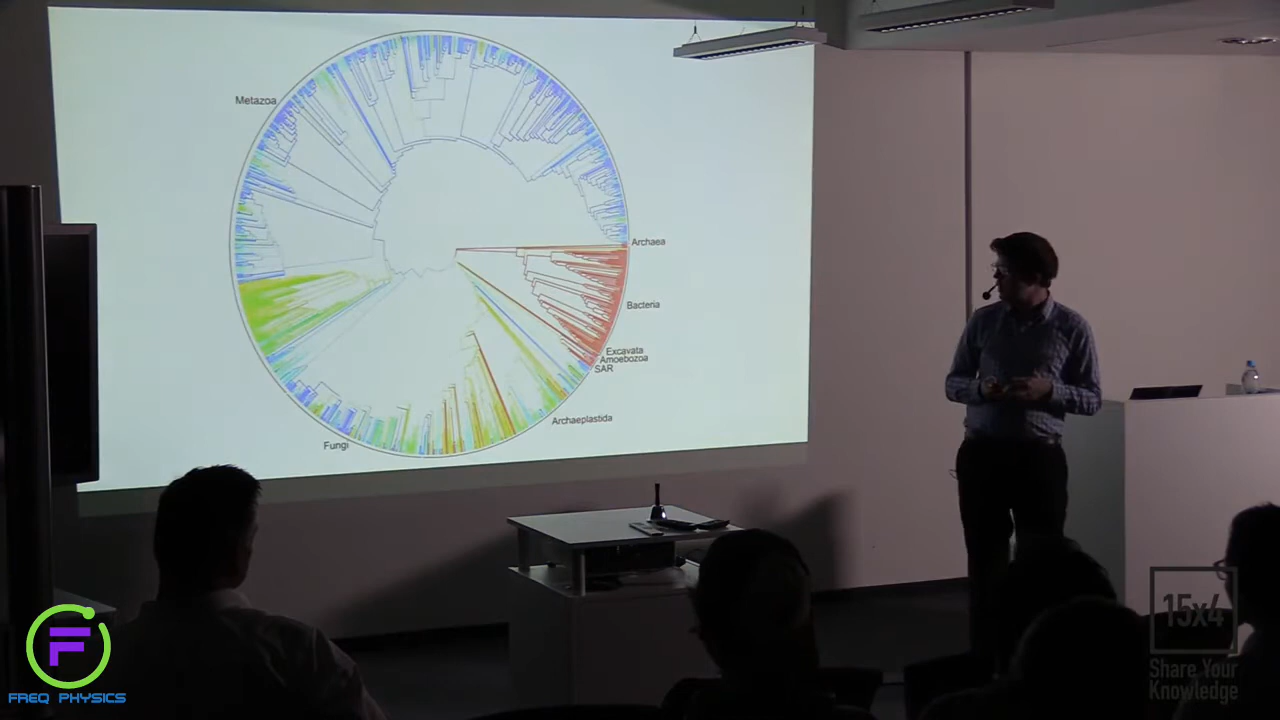 Metazoa
Archaea
Bacteria
Excavata
Amoebozoa
SAR
Archaeplastida
Fungi
F
FREQ PHYSICS
15x4
Share Your
Knowledge